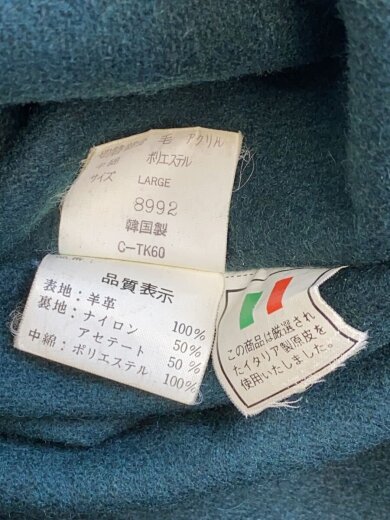 毛 アクリル
ポリエステル
サイズ LARGE
8992
韓国製
C-TK60
品質表示
表地:羊革 100%
裏地:ナイロン 50%
アセテート 50%
中綿:ポリエステル 100%
この商品は厳選され
たイタリア製原皮を
使用いたしました。